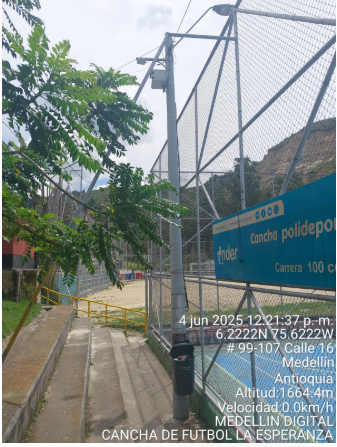 inder
Cancha polidepor
Carrera 100 co
4 jun 2025 12:21:37 p. m.
6.2222N 75.6222W
# 99-107 Calle 16
Medellín
Antioquia
Altitud:1664.4m
Velocidad:0.0km/h
MEDELLIN DIGITAL
CANCHA DE FUTBOL LA ESPERANZA